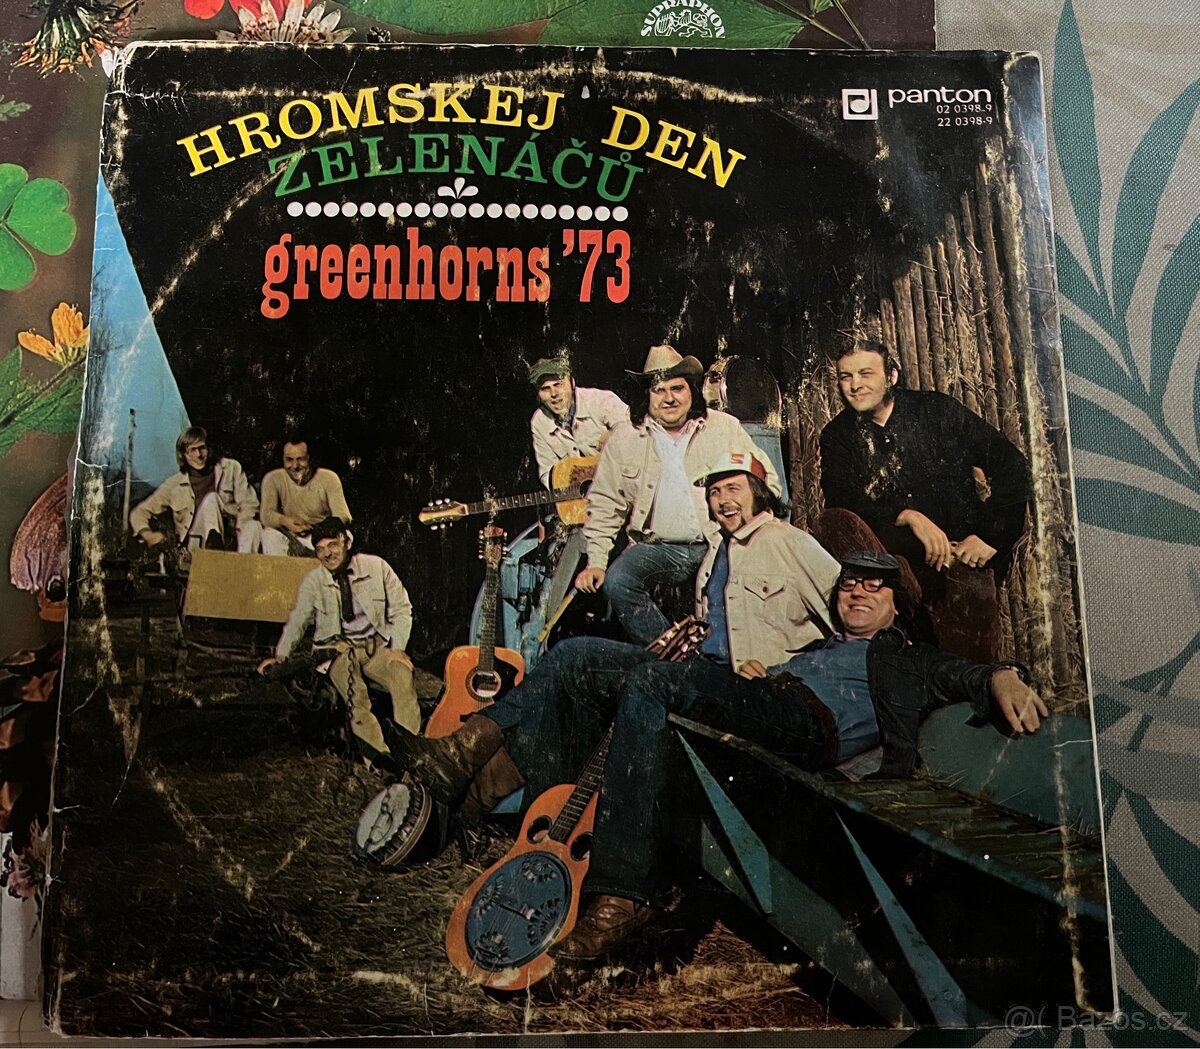 SUPRAPHON
HROMSKEJ DEN
ZELENÁČŮ
greenhorns '73
panton
02 0398-9
22 0398-9
@( Bazos.cz